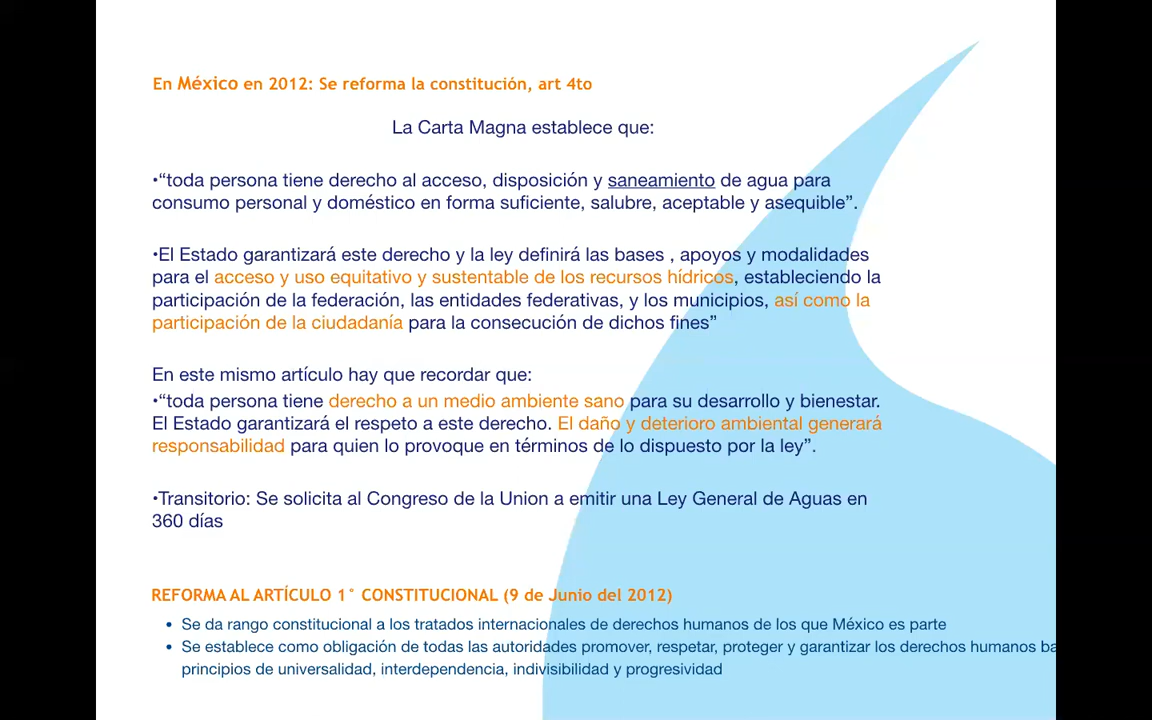 En México en 2012: Se reforma la constitución, art 4to
La Carta Magna establece que:
•“toda persona tiene derecho al acceso, disposición y saneamiento de agua para
consumo personal y doméstico en forma suficiente, salubre, aceptable y asequible”.
•El Estado garantizará este derecho y la ley definirá las bases , apoyos y modalidades
para el acceso y uso equitativo y sustentable de los recursos hídricos, estableciendo la
participación de la federación, las entidades federativas, y los municipios, así como la
participación de la ciudadanía para la consecución de dichos fines”
En este mismo artículo hay que recordar que:
•“toda persona tiene derecho a un medio ambiente sano para su desarrollo y bienestar.
El Estado garantizará el respeto a este derecho. El daño y deterioro ambiental generará
responsabilidad para quien lo provoque en términos de lo dispuesto por la ley”.
•Transitorio: Se solicita al Congreso de la Union a emitir una Ley General de Aguas en
360 días
REFORMA AL ARTÍCULO 1° CONSTITUCIONAL (9 de Junio del 2012)
• Se da rango constitucional a los tratados internacionales de derechos humanos de los que México es parte
• Se establece como obligación de todas las autoridades promover, respetar, proteger y garantizar los derechos humanos
principios de universalidad, interdependencia, indivisibilidad y progresividad